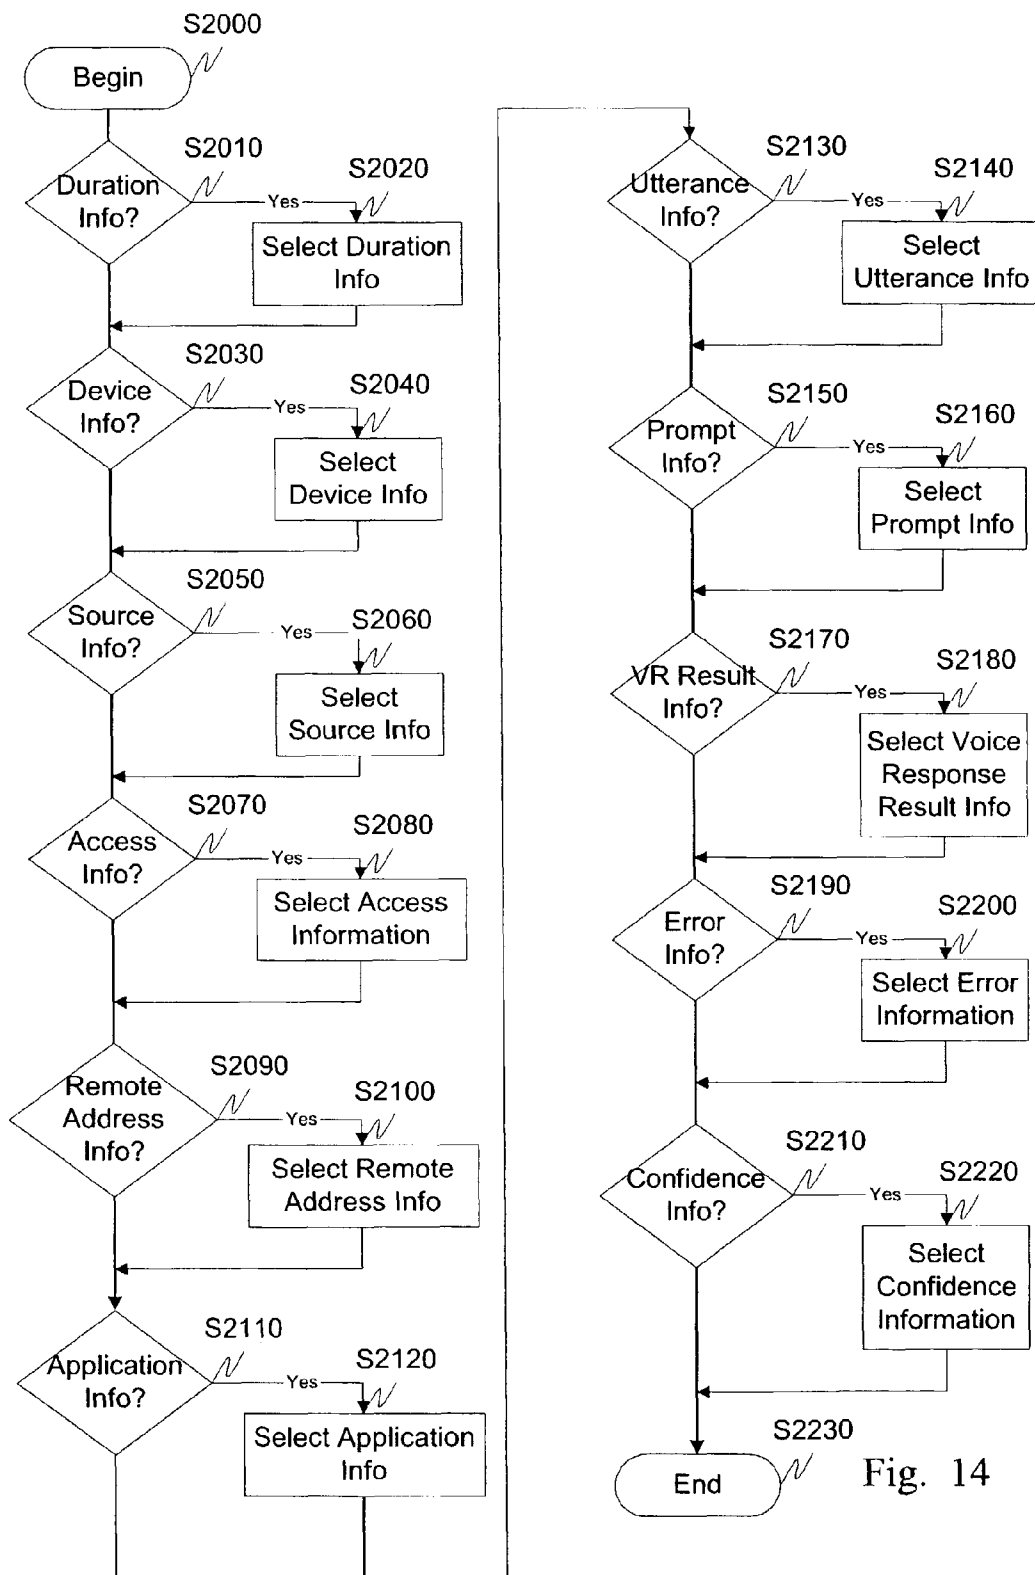 S2000
Begin
S2010
Duration
Info?
Yes
S2020
Select Duration
Info
S2030
Device
Info?
Yes
S2040
Select
Device Info
S2050
Source
Info?
Yes
S2060
Select
Source Info
S2070
Access
Info?
Yes
S2080
Select Access
Information
S2090
Remote
Address
Info?
Yes
S2100
Select Remote
Address Info
S2110
Application
Info?
Yes
S2120
Select Application
Info
S2130
Utterance
Info?
Yes
S2140
Select
Utterance Info
S2150
Prompt
Info?
Yes
S2160
Select
Prompt Info
S2170
VR Result
Info?
Yes
S2180
Select Voice
Response
Result Info
S2190
Error
Info?
Yes
S2200
Select Error
Information
S2210
Confidence
Info?
Yes
S2220
Select
Confidence
Information
S2230
End
Fig. 14